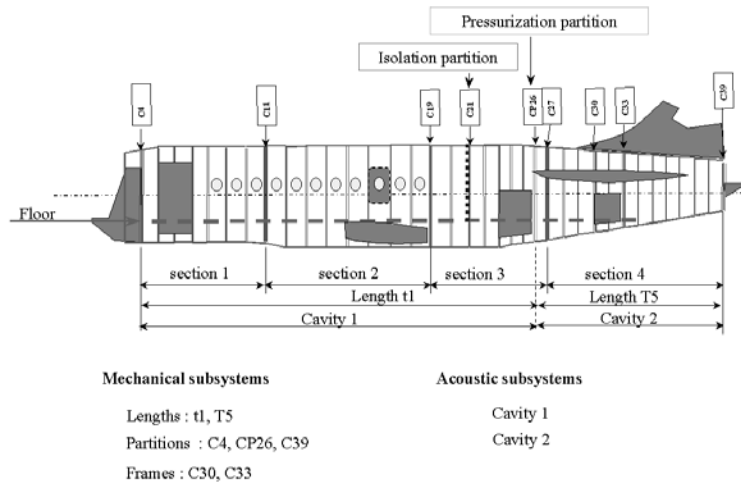 Pressurization partition
Isolation partition
C4
C11
C19
C21
CP26
C27
C30
C33
C39
Floor
section 1
section 2
section 3
section 4
Length t1
Length T5
Cavity 1
Cavity 2
Mechanical subsystems
Acoustic subsystems
Lengths : t1, T5
Cavity 1
Partitions : C4, CP26, C39
Cavity 2
Frames : C30, C33